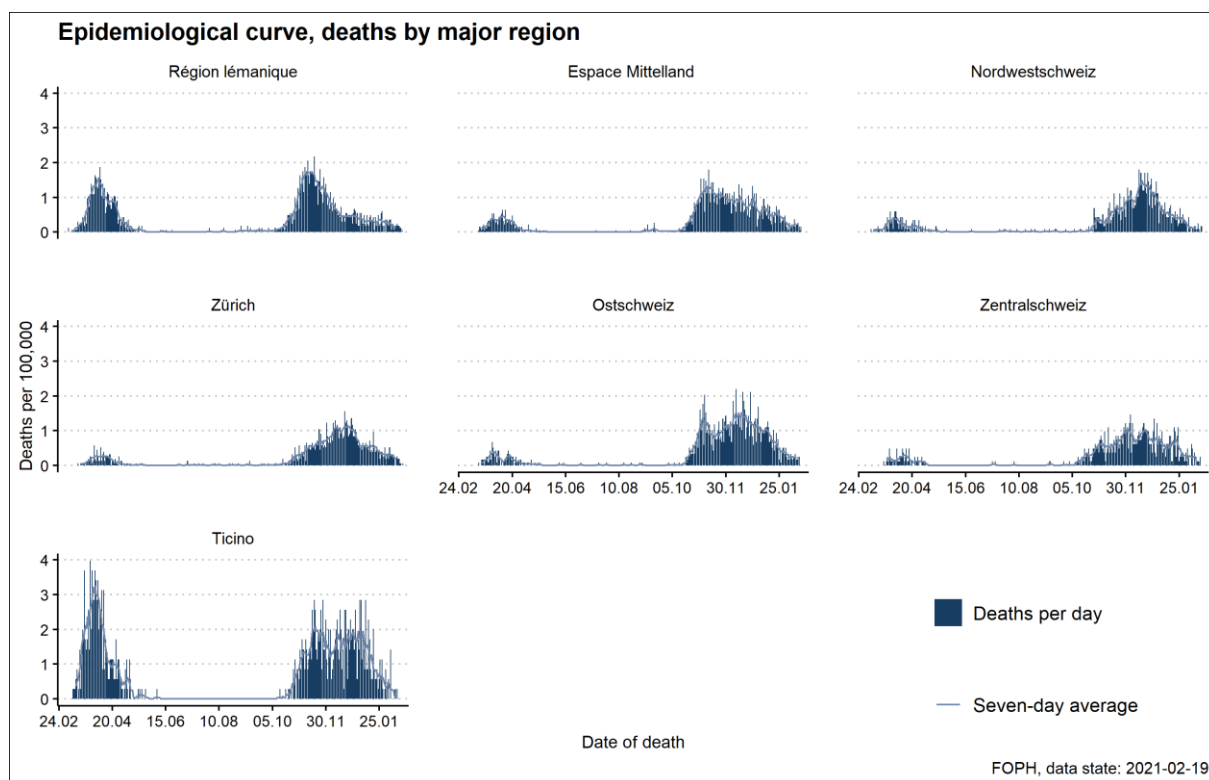 Epidemiological curve, deaths by major region
Région lémanique
Espace Mittelland
Nordwestschweiz
4
3
2
1
0
Zürich
Ostschweiz
Zentralschweiz
Deaths per 100,000
4
3
2
1
0
24.02 20.04 15.06 10.08 05.10 30.11 25.01
24.02 20.04 15.06 10.08 05.10 30.11 25.01
Ticino
4
3
2
1
0
24.02 20.04 15.06 10.08 05.10 30.11 25.01
Deaths per day
Seven-day average
Date of death
FOPH, data state: 2021-02-19